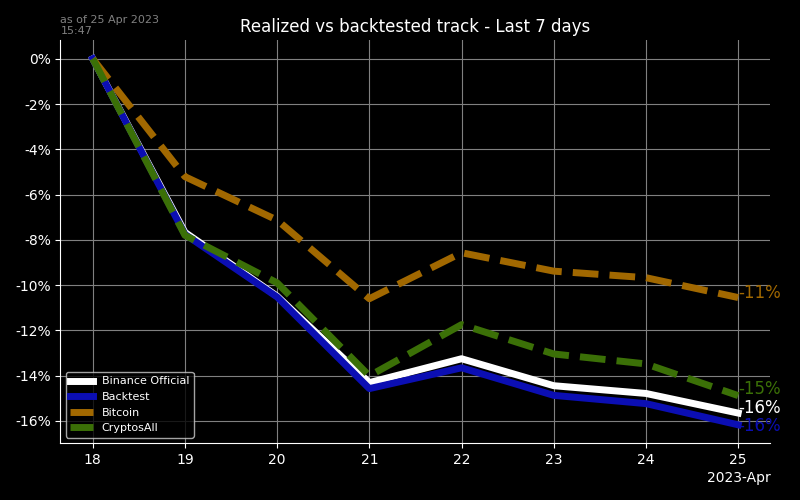 as of 25 Apr 2023
15:47
Realized vs backtested track - Last 7 days
0%
-2%
-4%
-6%
-8%
-10%
-12%
-14%
-16%
-11%
-15%
-16%
-16%
Binance Official
Backtest
Bitcoin
CryptosAll
18 19 20 21 22 23 24 25
2023-Apr